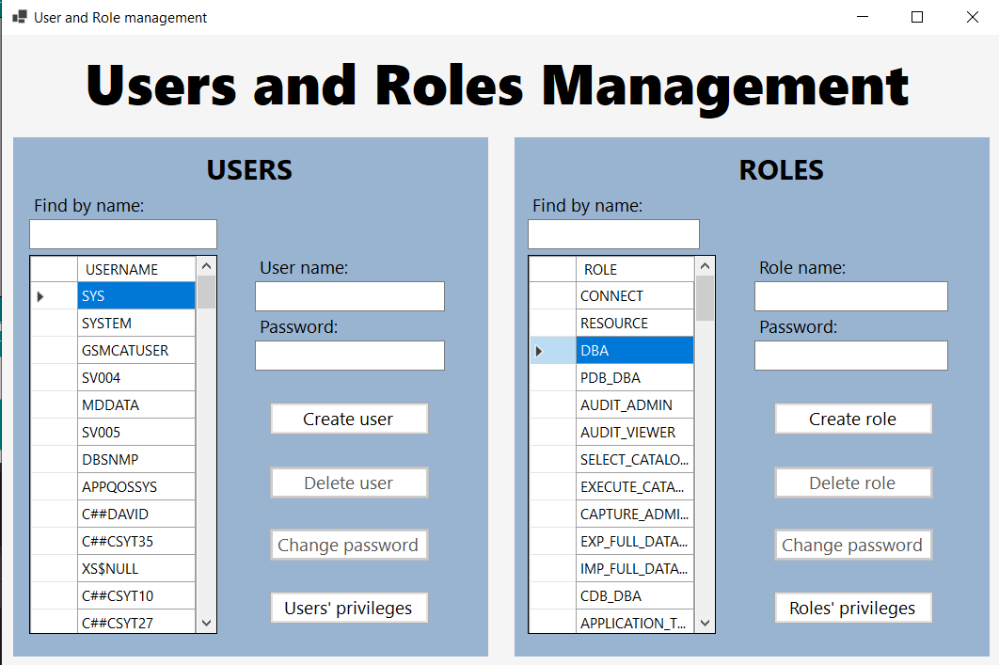 User and Role management
Users and Roles Management
USERS
Find by name:
USERNAME
SYS
SYSTEM
GSMCATUSER
SV004
MDDATA
SV005
DBSNMP
APPQOSSYS
C##DAVID
C##CSYT35
XS$NULL
C##CSYT10
C##CSYT27
User name:
Password:
Create user
Delete user
Change password
Users' privileges
ROLES
Find by name:
ROLE
CONNECT
RESOURCE
DBA
PDB_DBA
AUDIT_ADMIN
AUDIT_VIEWER
SELECT_CATALO...
EXECUTE_CATA...
CAPTURE_ADMI...
EXP_FULL_DATA...
IMP_FULL_DATA...
CDB_DBA
APPLICATION_T...
Role name:
Password:
Create role
Delete role
Change password
Roles' privileges